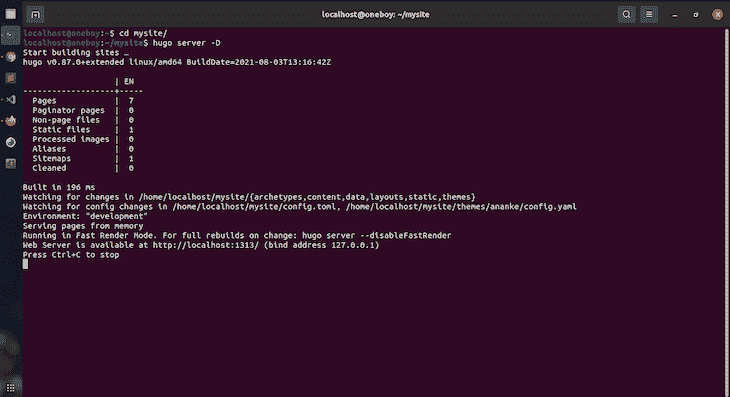 localhost@oneboy: ~/mysite
localhost@oneboy:~$ cd mysite/
localhost@oneboy:~/mysite$ hugo server -D
Start building sites …
hugo v0.87.0+extended linux/amd64 BuildDate=2021-08-03T13:16:42Z
| EN
-------------------+-----
Pages | 7
Paginator pages | 0
Non-page files | 0
Static files | 1
Processed images | 0
Aliases | 0
Sitemaps | 1
Cleaned | 0
Built in 196 ms
Watching for changes in /home/localhost/mysite/{archetypes,content,data,layouts,static,themes}
Watching for config changes in /home/localhost/mysite/config.toml, /home/localhost/mysite/themes/ananke/config.yaml
Environment: "development"
Serving pages from memory
Running in Fast Render Mode. For full rebuilds on change: hugo server --disableFastRender
Web Server is available at http://localhost:1313/ (bind address 127.0.0.1)
Press Ctrl+C to stop